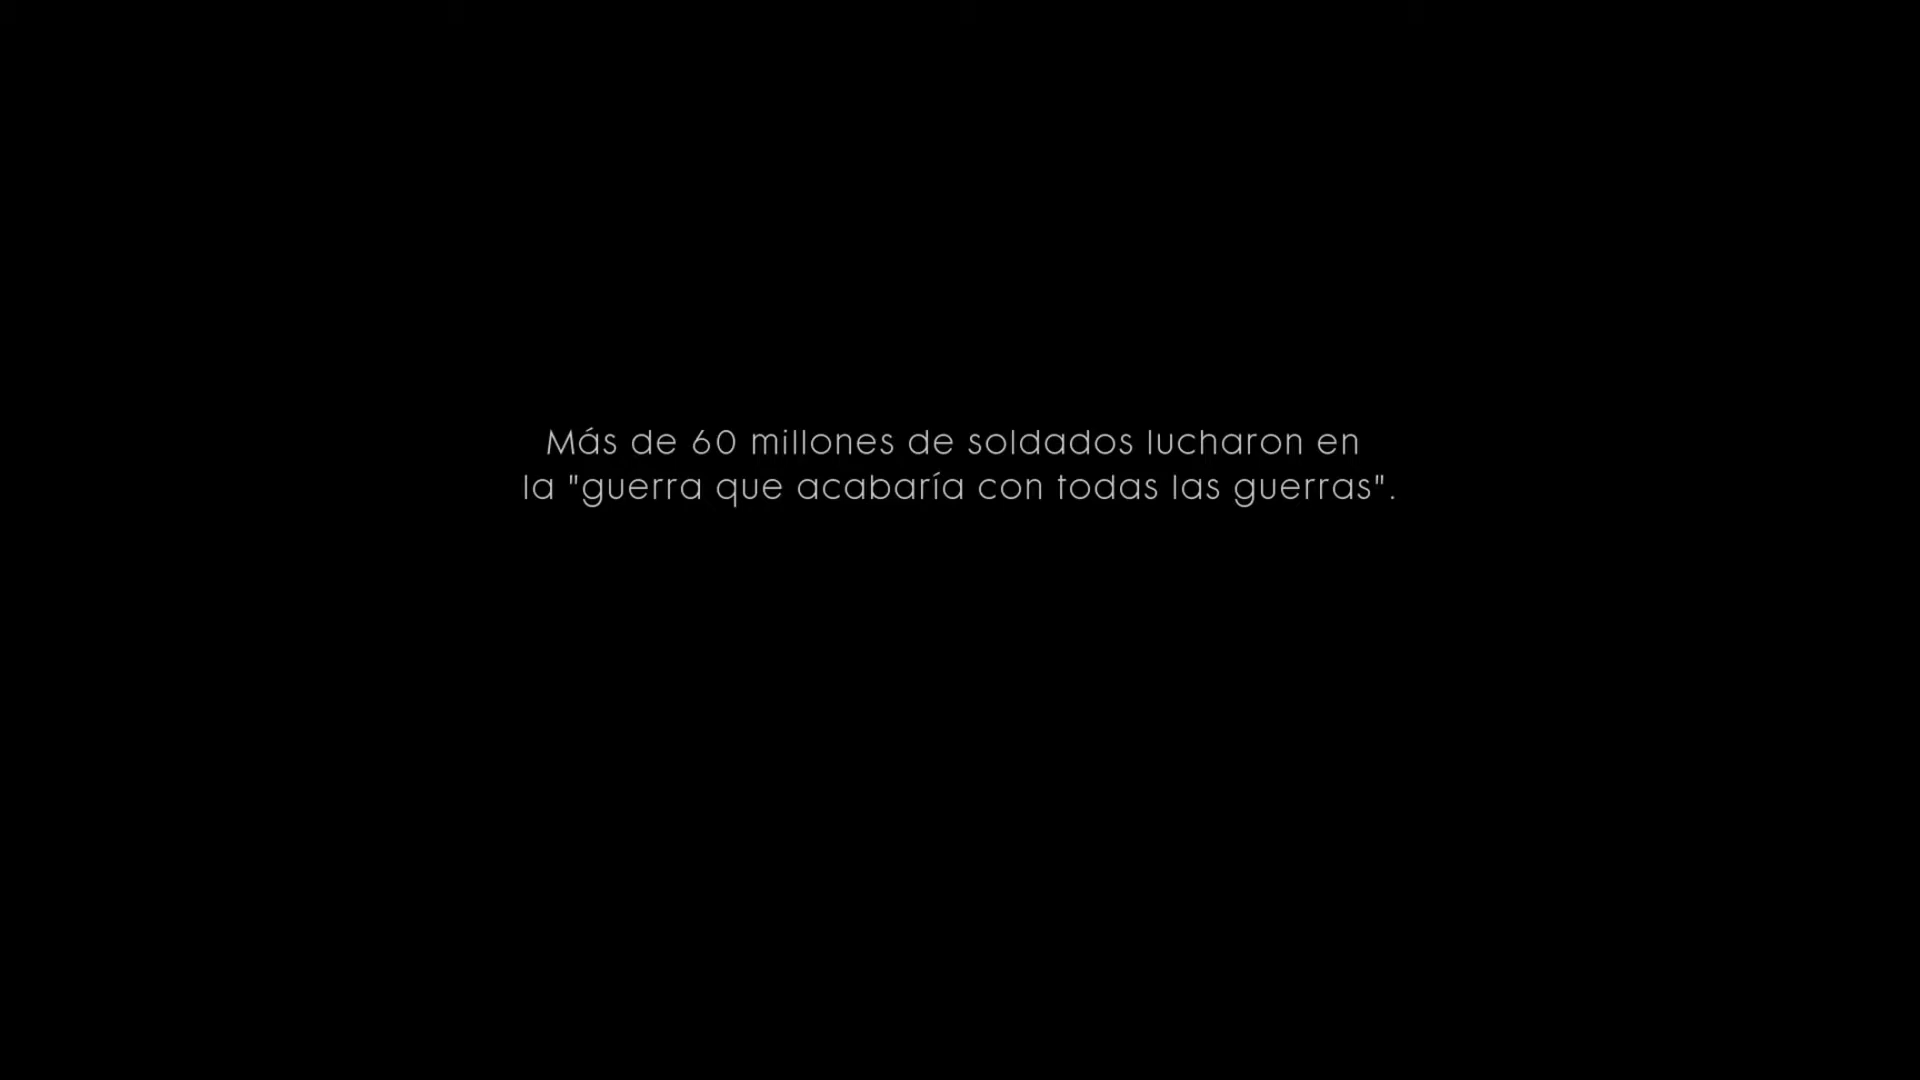 Más de 60 millones de soldados lucharon en
la "guerra que acabaría con todas las guerras".